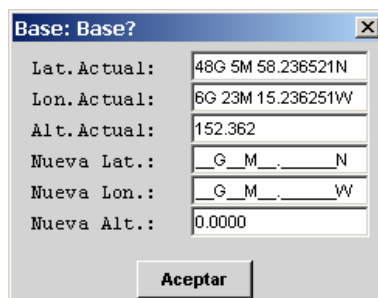 Base: Base?
Lat.Actual: 48G 5M 58.236521N
Lon.Actual: 6G 23M 15.236251W
Alt.Actual: 152.362
Nueva Lat.: __G__M__.______N
Nueva Lon.: __G__M__.______W
Nueva Alt.: 0.0000
Aceptar